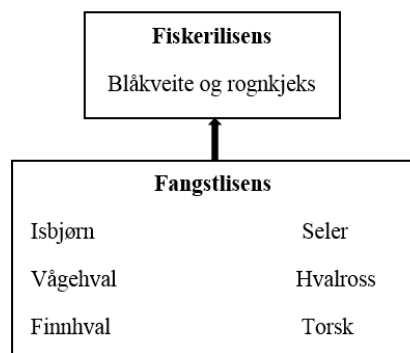 Fiskerilisens
Blåkveite og rognkjeks
Fangstlisens
Isbjørn Seler
Vågehval Hvalross
Finnhval Torsk